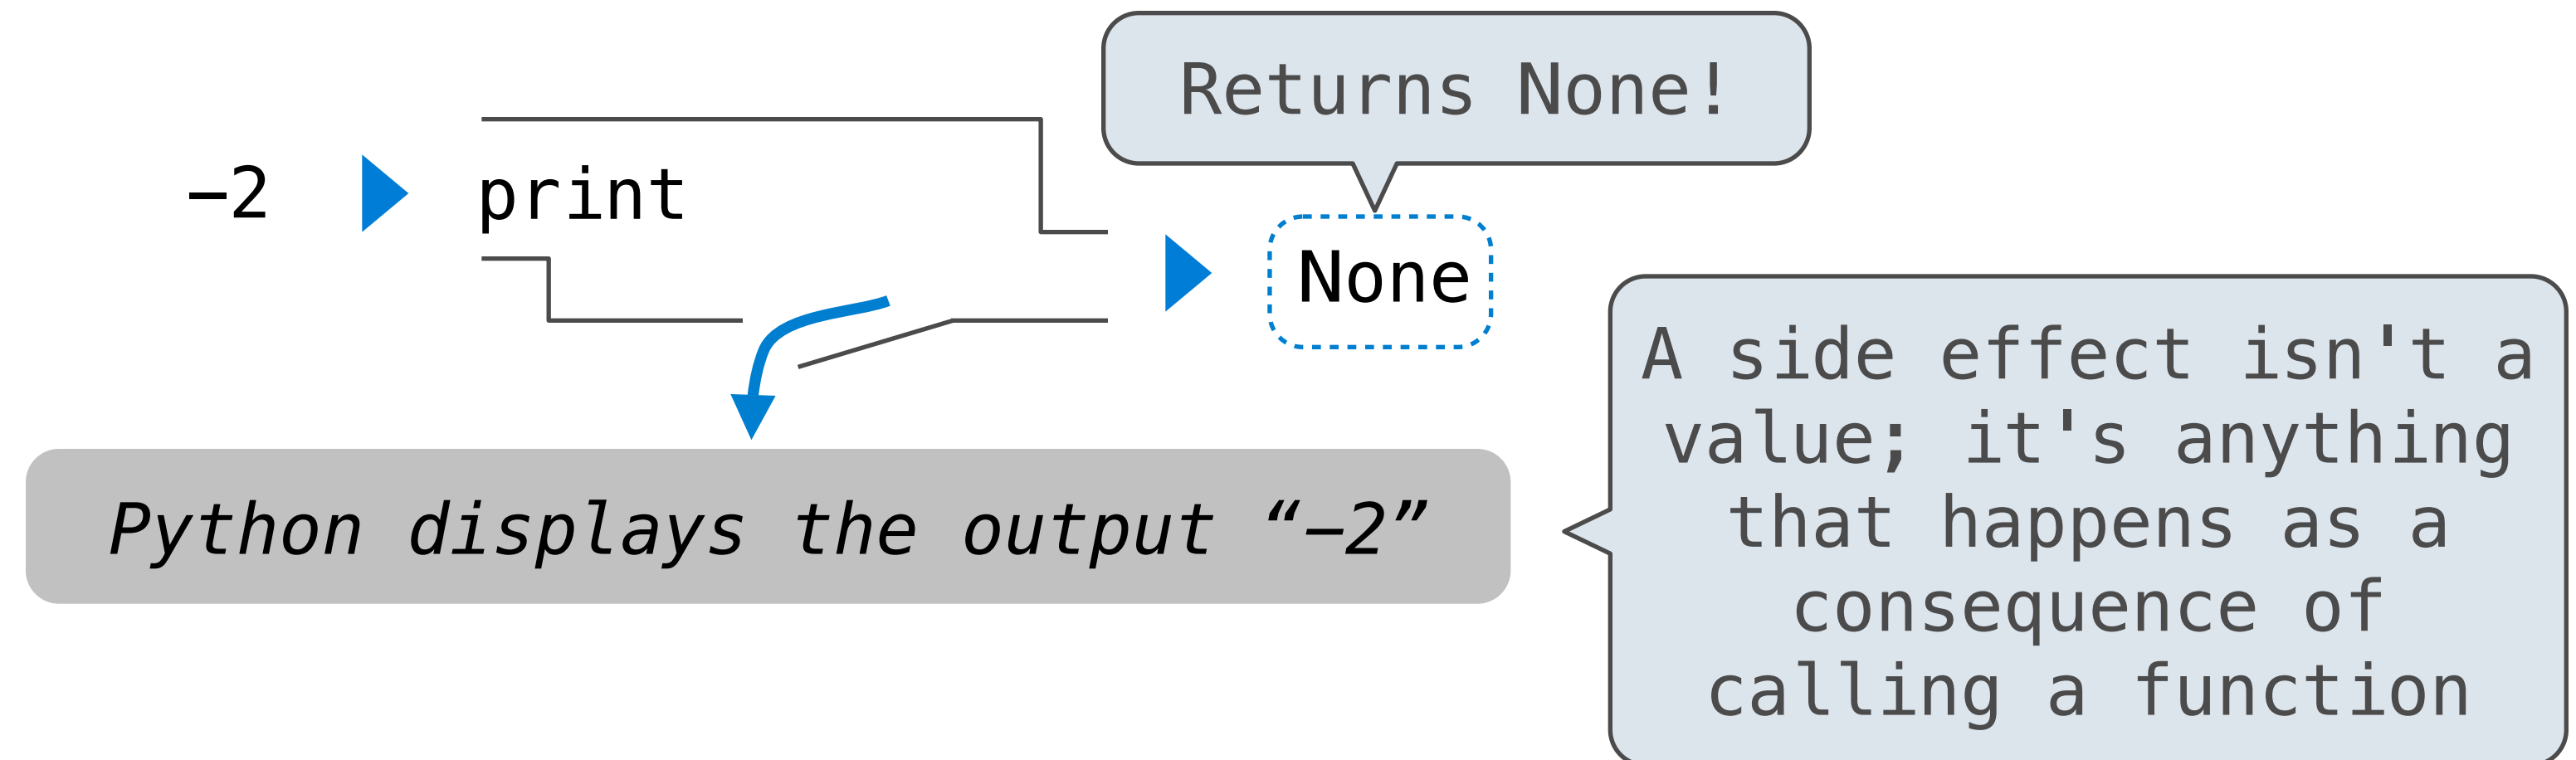 Returns None!
–2 print
None
A side effect isn't a
value; it's anything
that happens as a
consequence of
calling a function
Python displays the output “–2”